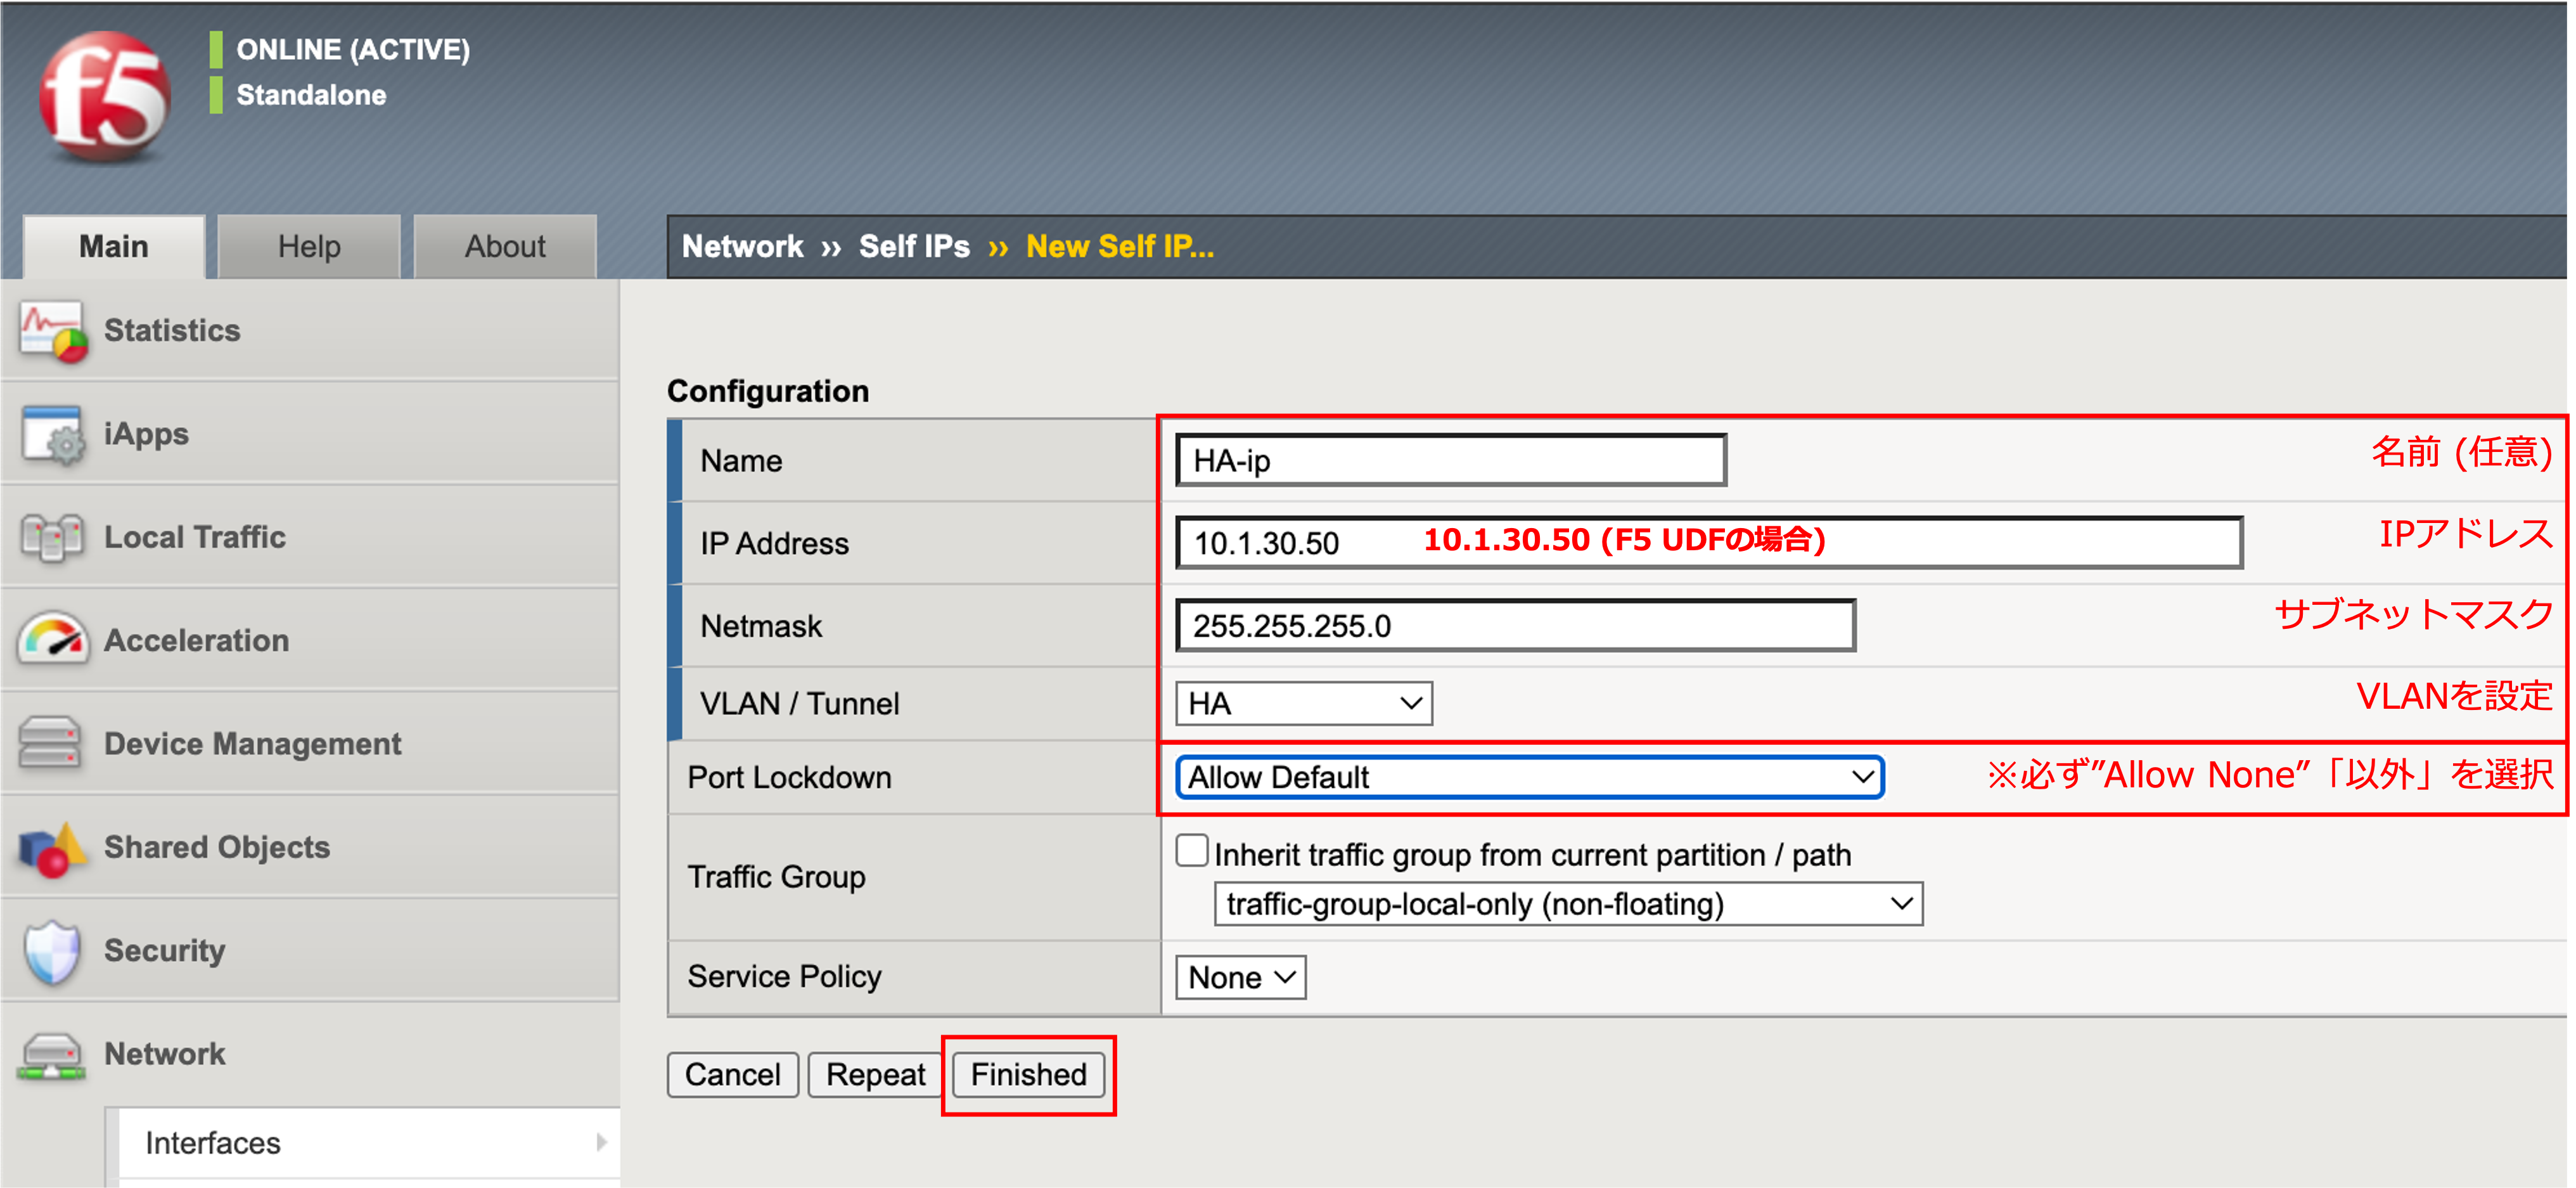 f5
ONLINE (ACTIVE)
Standalone
Main
Help
About
Network ›› Self IPs ›› New Self IP...
Statistics
iApps
Local Traffic
Acceleration
Device Management
Shared Objects
Security
Network
Interfaces
Configuration
Name HA-ip 名前 (任意)
IP Address 10.1.30.50 10.1.30.50 (F5 UDFの場合) IPアドレス
Netmask 255.255.255.0 サブネットマスク
VLAN / Tunnel HA VLANを設定
Port Lockdown Allow Default ※必ず”Allow None”「以外」を選択
Traffic Group Inherit traffic group from current partition / path
traffic-group-local-only (non-floating)
Service Policy None
Cancel Repeat Finished